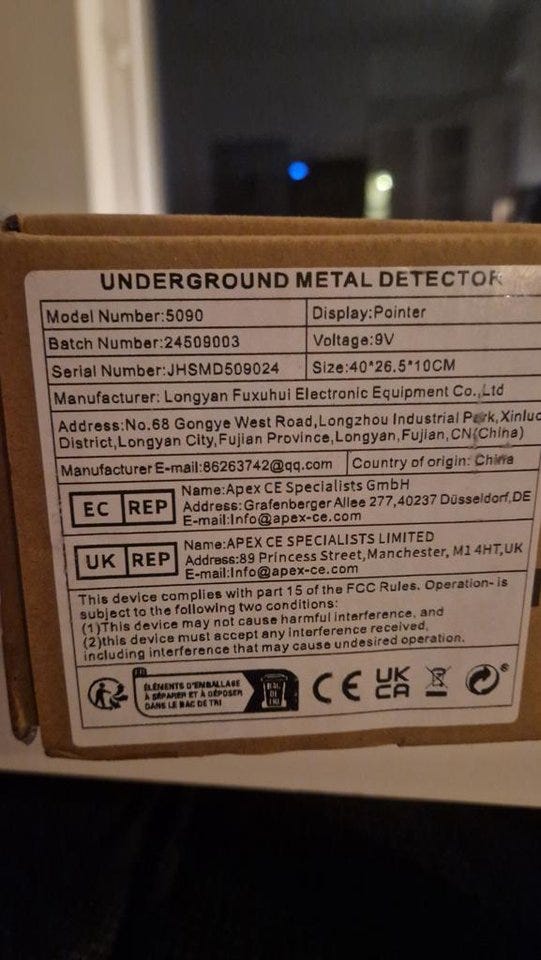 UNDERGROUND METAL DETECTOR
Model Number:5090
Display:Pointer
Batch Number:24509003
Voltage:9V
Serial Number:JHSMD509024
Size:40*26.5*10CM
Manufacturer: Longyan Fuxuhui Electronic Equipment Co.,Ltd
Address:No.68 Gongye West Road,Longzhou Industrial Park,Xinluo
District,Longyan City,Fujian Province,Longyan,Fujian,CN(China)
Manufacturer E-mail:86263742@qq.com
Country of origin: China
EC REP
Name:Apex CE Specialists GmbH
Address: Grafenberger Allee 277,40237 Düsseldorf,DE
E-mail:Info@apex-ce.com
UK REP
Name:APEX CE SPECIALISTS LIMITED
Address:89 Princess Street,Manchester, M1 4HT,UK
E-mail:Info@apex-ce.com
This device complies with part 15 of the FCC Rules. Operation- is
subject to the following two conditions:
(1)This device may not cause harmful interference, and
(2)this device must accept any interference received,
including interference that may cause undesired operation.
FR
ÉLÉMENTS D'EMBALLAGE
À SÉPARER ET À DÉPOSER
DANS LE BAC DE TRI
BAC
DE
TRI
CE
UK
CA